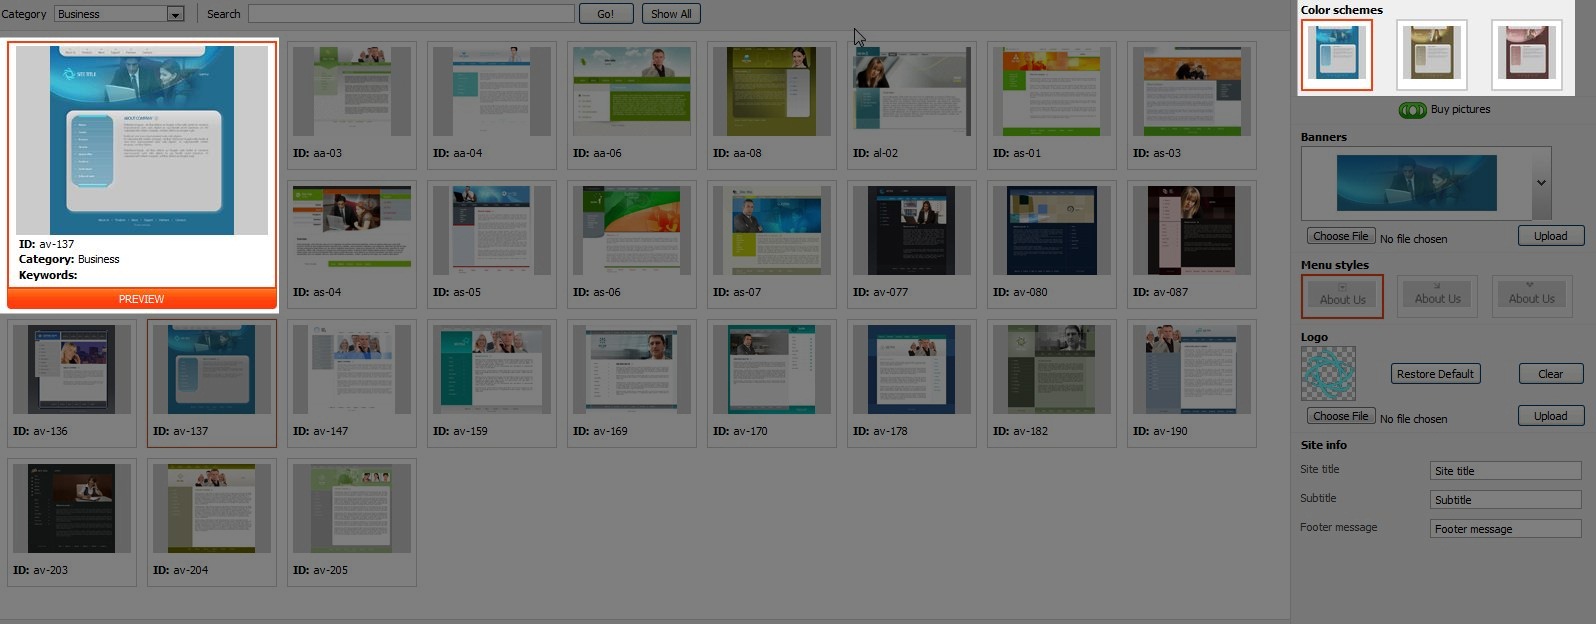 Category Business Search Go! Show All
SITE TITLE
ABOUT COMPANY
ID: av-137
Category: Business
Keywords:
PREVIEW
ID: aa-03 ID: aa-04 ID: aa-06 ID: aa-08 ID: al-02 ID: as-01 ID: as-03
ID: as-04 ID: as-05 ID: as-06 ID: as-07 ID: av-077 ID: av-080 ID: av-087
ID: av-136 ID: av-137 ID: av-147 ID: av-159 ID: av-169 ID: av-170 ID: av-178 ID: av-182 ID: av-190
ID: av-203 ID: av-204 ID: av-205
Color schemes
Buy pictures
Banners
Choose File No file chosen Upload
Menu styles
About Us About Us About Us
Logo
Restore Default Clear
Choose File No file chosen Upload
Site info
Site title Site title
Subtitle Subtitle
Footer message Footer message